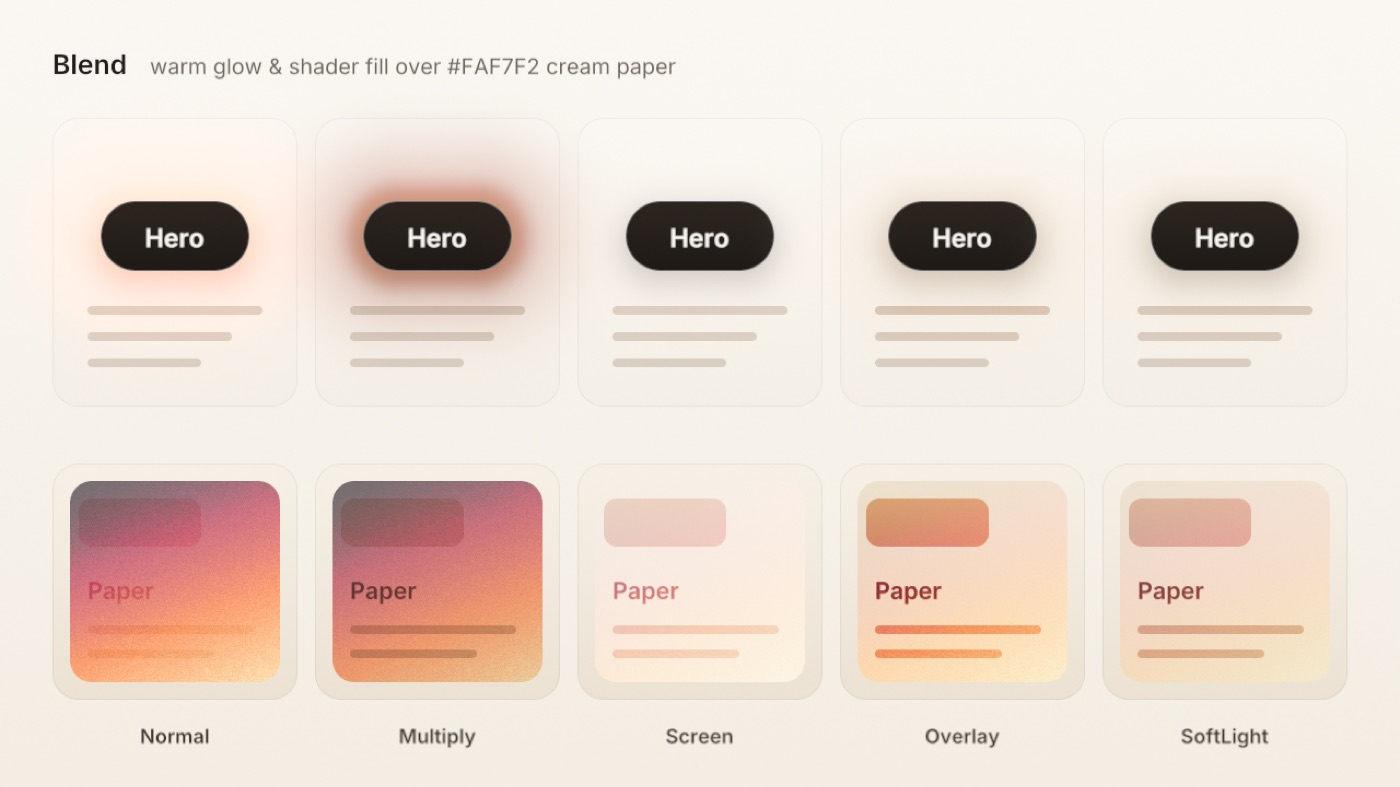 Blend warm glow & shader fill over #FAF7F2 cream paper
Hero Hero Hero Hero Hero
Paper Paper Paper Paper Paper
Normal Multiply Screen Overlay SoftLight